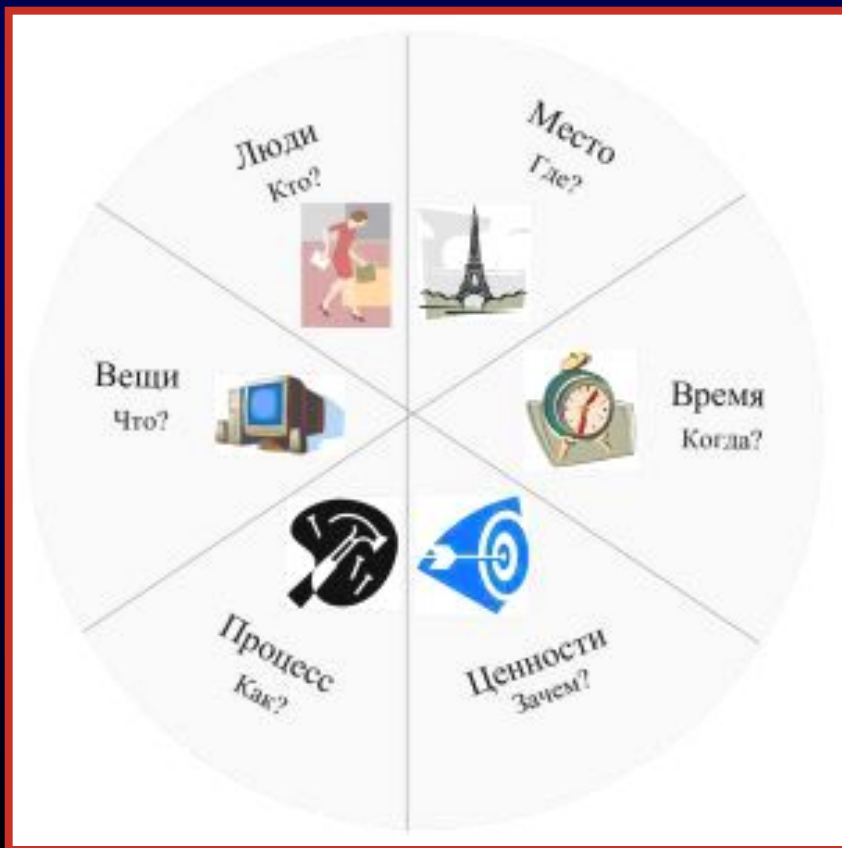 Люди
Кто?
Место
Где?
Вещи
Что?
Время
Когда?
Процесс
Как?
Ценности
Зачем?